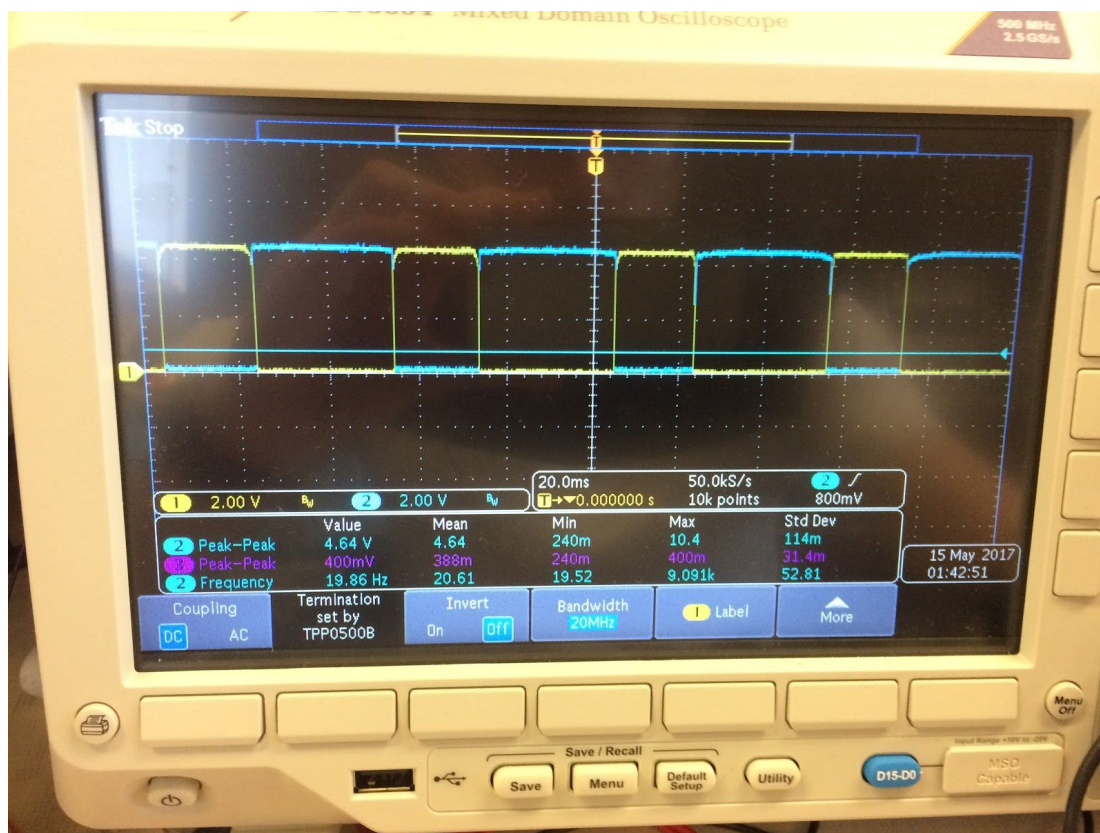 Mixed Domain Oscilloscope
500 MHz
2.5 GS/s
Stop
T
T
1
1 2.00 V BW 2 2.00 V BW
20.0ms 50.0kS/s 2
T→▼0.000000 s 10k points 800mV
Value Mean Min Max Std Dev
2 Peak-Peak 4.64 V 4.64 240m 10.4 114m
Peak-Peak 400mV 388m 240m 400m 31.4m
2 Frequency 19.86 Hz 20.61 19.52 9.091k 52.81
15 May 2017
01:42:51
Coupling
DC AC
Termination
set by
TPP0500B
Invert
On Off
Bandwidth
20MHz
1 Label
More
Menu
Off
Save / Recall
Save
Menu
Default
Setup
Utility
D15-D0
MSO
Capable